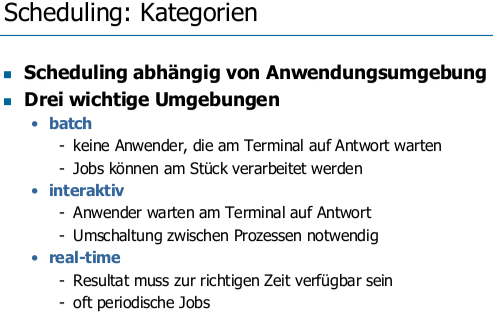 Scheduling: Kategorien
Scheduling abhängig von Anwendungsumgebung
Drei wichtige Umgebungen
• batch
- keine Anwender, die am Terminal auf Antwort warten
- Jobs können am Stück verarbeitet werden
• interaktiv
- Anwender warten am Terminal auf Antwort
- Umschaltung zwischen Prozessen notwendig
• real-time
- Resultat muss zur richtigen Zeit verfügbar sein
- oft periodische Jobs